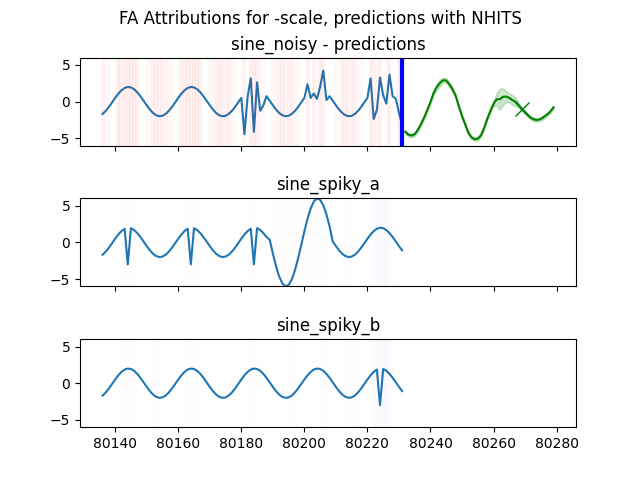 FA Attributions for -scale, predictions with NHITS
sine_noisy - predictions
5
0
−5
sine_spiky_a
5
0
−5
sine_spiky_b
5
0
−5
80140 80160 80180 80200 80220 80240 80260 80280